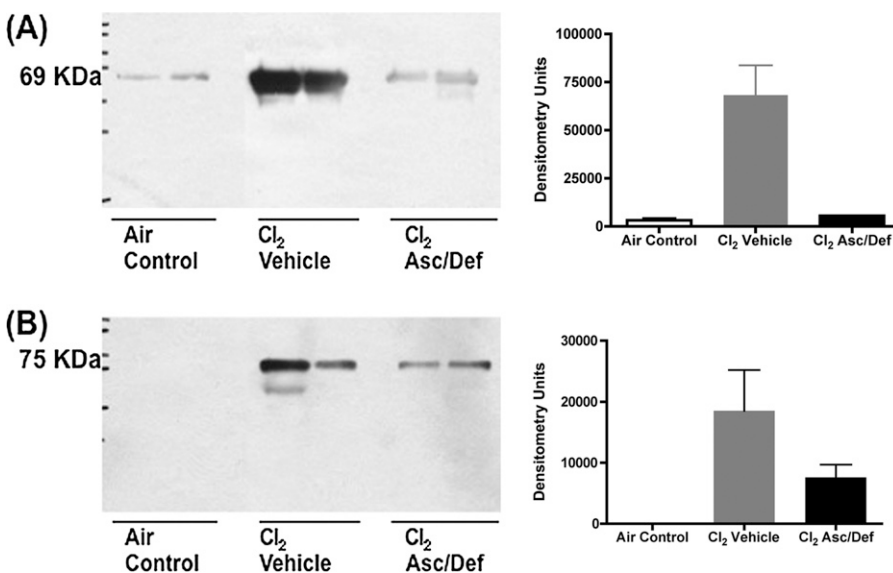 (A)
69 KDa
Air
Control
Cl₂
Vehicle
Cl₂
Asc/Def
100000
75000
50000
25000
0
Densitometry Units
Air Control
Cl₂ Vehicle
Cl₂ Asc/Def
(B)
75 KDa
Air
Control
Cl₂
Vehicle
Cl₂
Asc/Def
30000
20000
10000
0
Densitometry Units
Air Control
Cl₂ Vehicle
Cl₂ Asc/Def